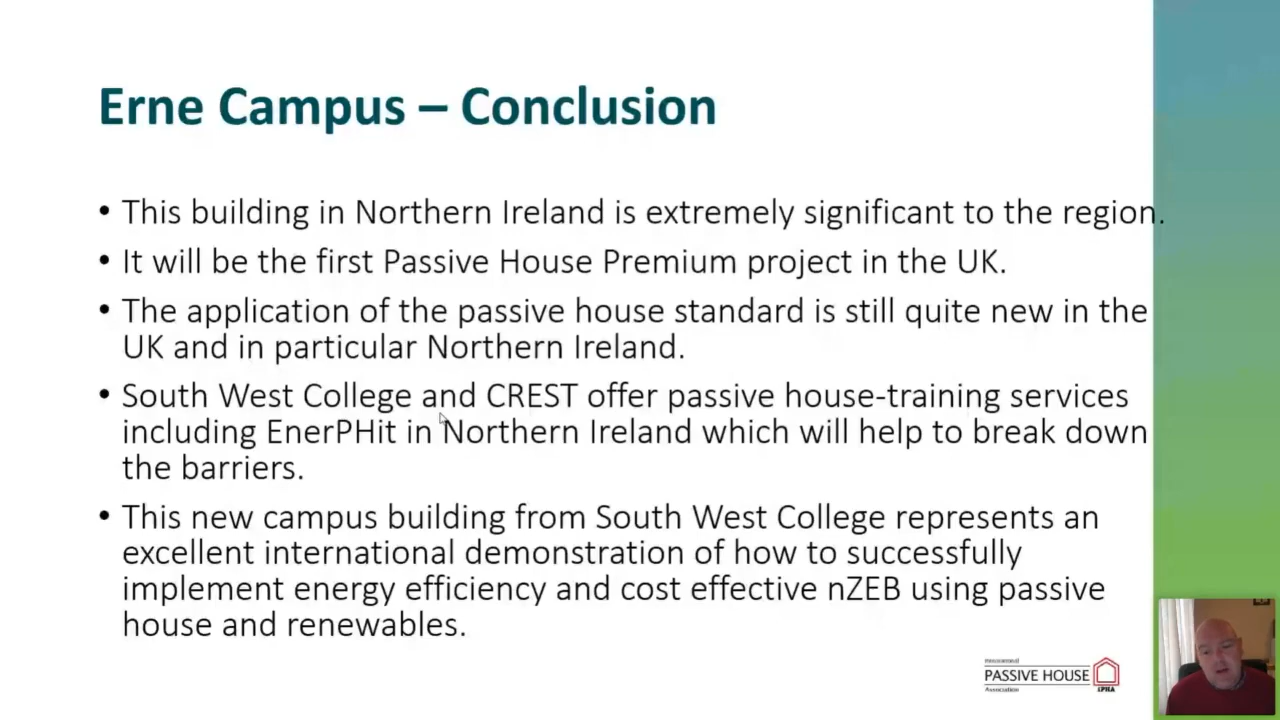 Erne Campus – Conclusion
• This building in Northern Ireland is extremely significant to the region.
• It will be the first Passive House Premium project in the UK.
• The application of the passive house standard is still quite new in the
UK and in particular Northern Ireland.
• South West College and CREST offer passive house-training services
including EnerPHit in Northern Ireland which will help to break down
the barriers.
• This new campus building from South West College represents an
excellent international demonstration of how to successfully
implement energy efficiency and cost effective nZEB using passive
house and renewables.
International
PASSIVE HOUSE
Association
iPHA